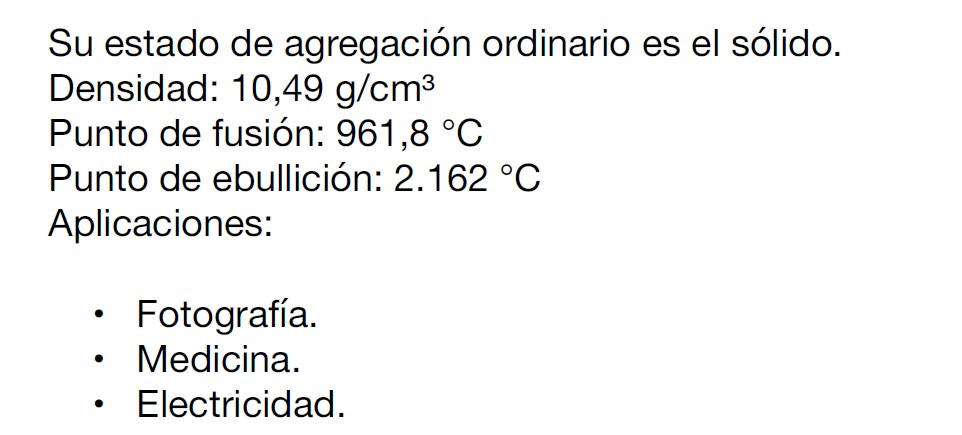 Su estado de agregación ordinario es el sólido.
Densidad: 10,49 g/cm³
Punto de fusión: 961,8 °C
Punto de ebullición: 2.162 °C
Aplicaciones:
• Fotografía.
• Medicina.
• Electricidad.